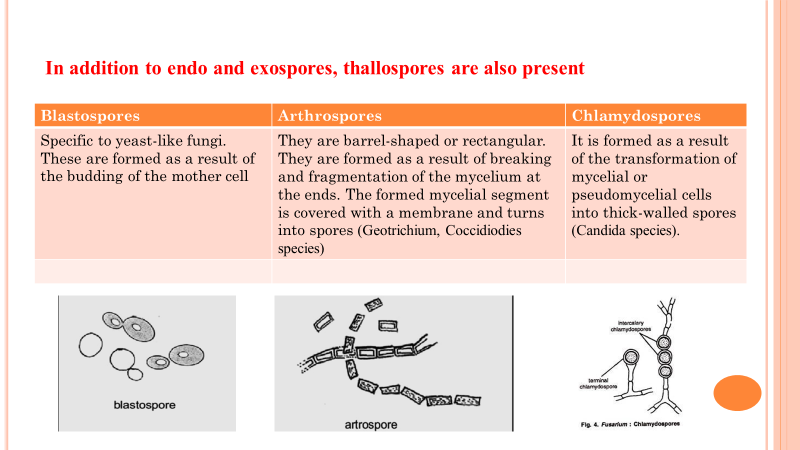 In addition to endo and exospores, thallospores are also present
Blastospores
Specific to yeast-like fungi.
These are formed as a result of
the budding of the mother cell
Arthrospores
They are barrel-shaped or rectangular.
They are formed as a result of breaking
and fragmentation of the mycelium at
the ends. The formed mycelial segment
is covered with a membrane and turns
into spores (Geotrichium, Coccidiodies
species)
Chlamydospores
It is formed as a result
of the transformation of
mycelial or
pseudomycelial cells
into thick-walled spores
(Candida species).
blastospore
artrospore
intercalary
chlamydospores
terminal
chlamydospore
Fig. 4. Fusarium : Chlamydospores